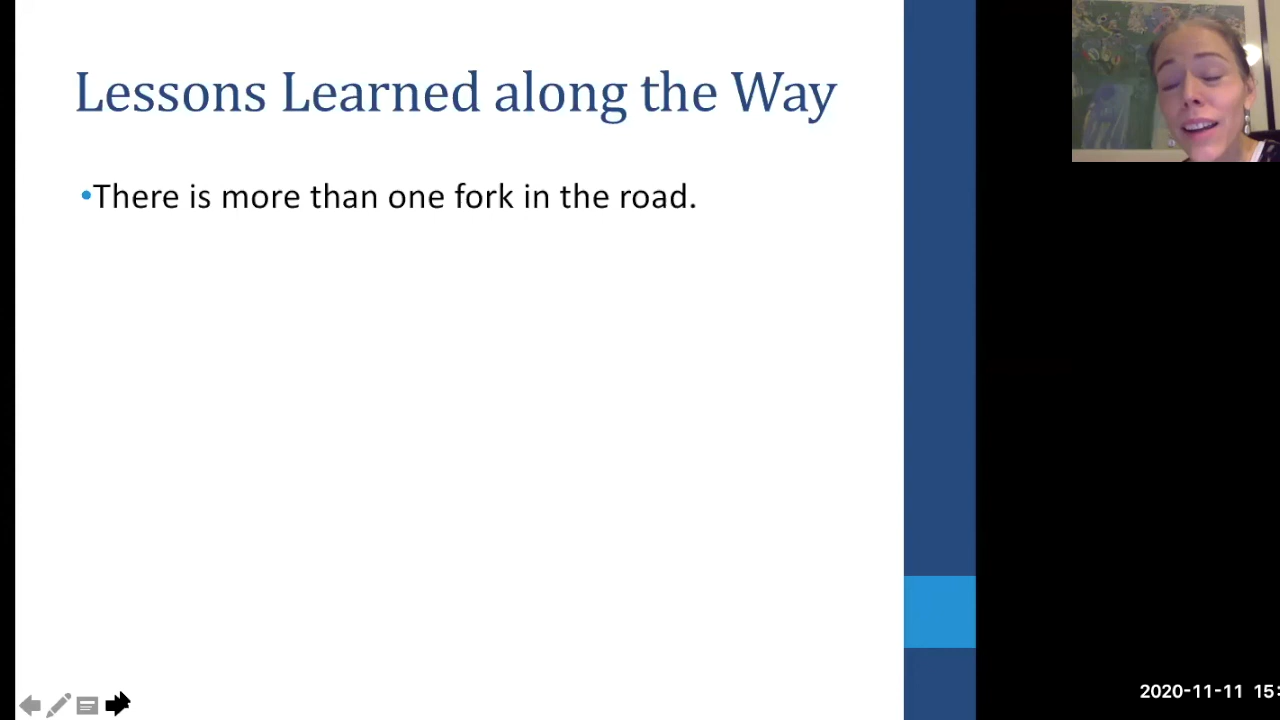 Lessons Learned along the Way
•There is more than one fork in the road.
2020-11-11 15: